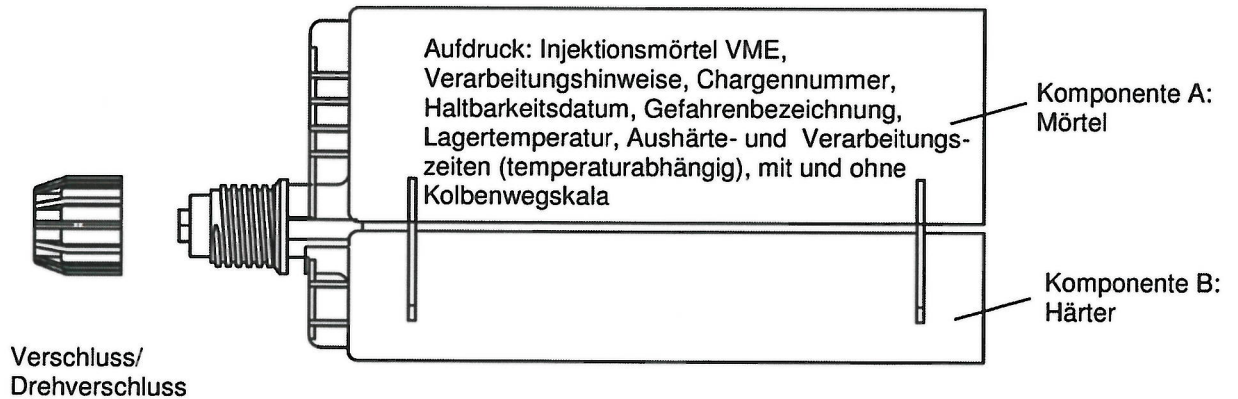 Aufdruck: Injektionsmörtel VME,
Verarbeitungshinweise, Chargennummer,
Haltbarkeitsdatum, Gefahrenbezeichnung,
Lagertemperatur, Aushärte- und Verarbeitungs-
zeiten (temperaturabhängig), mit und ohne
Kolbenwegskala
Komponente A:
Mörtel
Komponente B:
Härter
Verschluss/
Drehverschluss